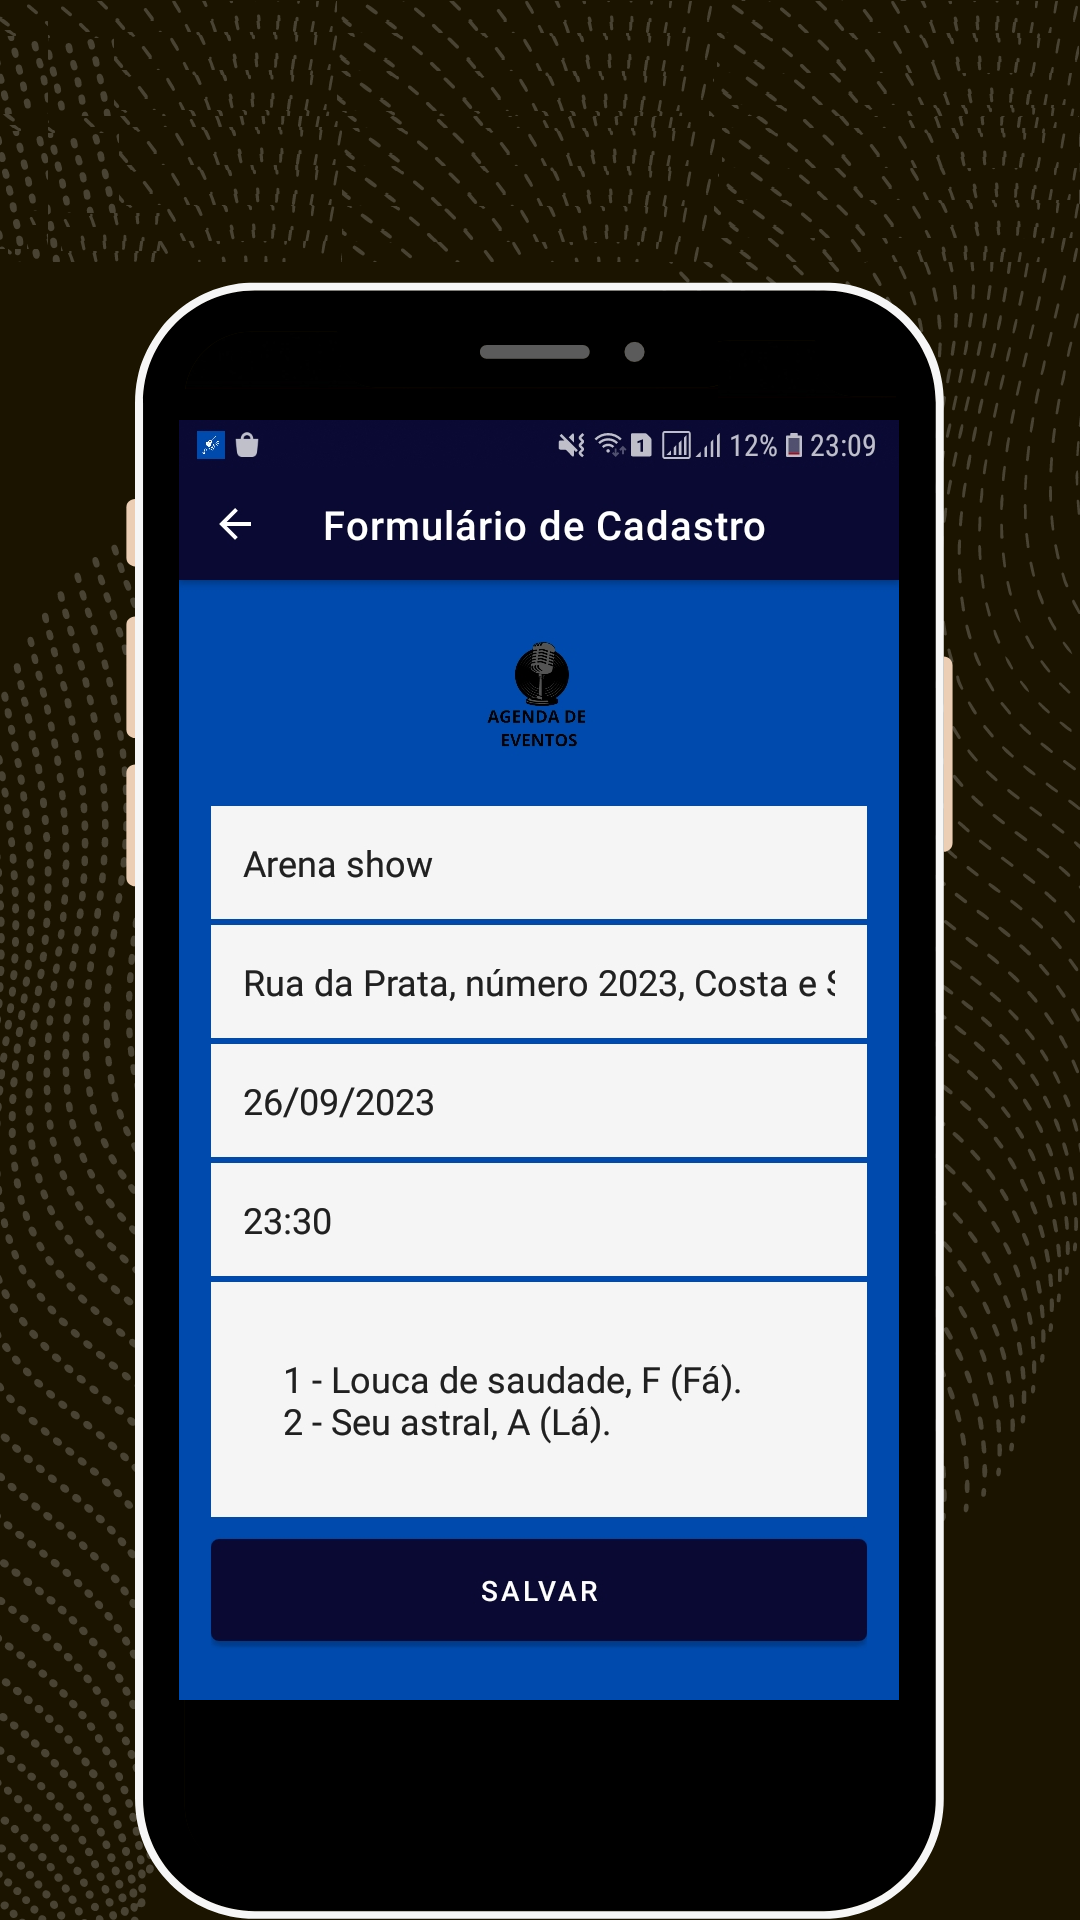 1 12% 23:09
Formulário de Cadastro
AGENDA DE
EVENTOS
Arena show
Rua da Prata, número 2023, Costa e
26/09/2023
23:30
1 - Louca de saudade, F (Fá).
2 - Seu astral, A (Lá).
SALVAR